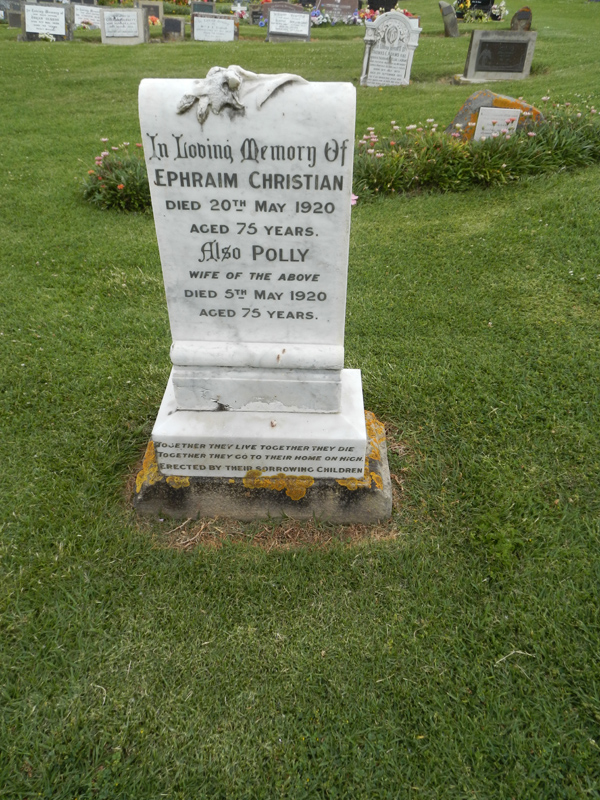 In Loving Memory Of
EPHRAIM CHRISTIAN
DIED 20TH MAY 1920
AGED 75 YEARS.
Also POLLY
WIFE OF THE ABOVE
DIED 5TH MAY 1920
AGED 75 YEARS.
TOGETHER THEY LIVE TOGETHER THEY DIE
TOGETHER THEY GO TO THEIR HOME ON HIGH.
ERECTED BY THEIR SORROWING CHILDREN